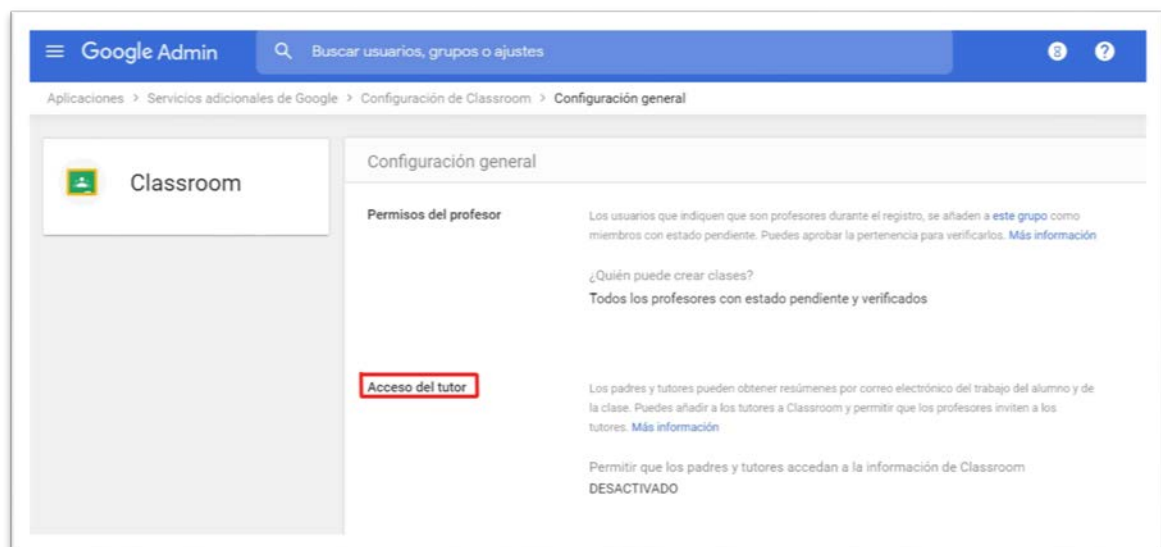 Google Admin
Buscar usuarios, grupos o ajustes
8
?
Aplicaciones > Servicios adicionales de Google > Configuración de Classroom > Configuración general
Classroom
Configuración general
Permisos del profesor
Los usuarios que indiquen que son profesores durante el registro, se añaden a este grupo como
miembros con estado pendiente. Puedes aprobar la pertenencia para verificarlos. Más información
¿Quién puede crear clases?
Todos los profesores con estado pendiente y verificados
Acceso del tutor
Los padres y tutores pueden obtener resúmenes por correo electrónico del trabajo del alumno y de
la clase. Puedes añadir a los tutores a Classroom y permitir que los profesores inviten a los
tutores. Más información
Permitir que los padres y tutores accedan a la información de Classroom
DESACTIVADO